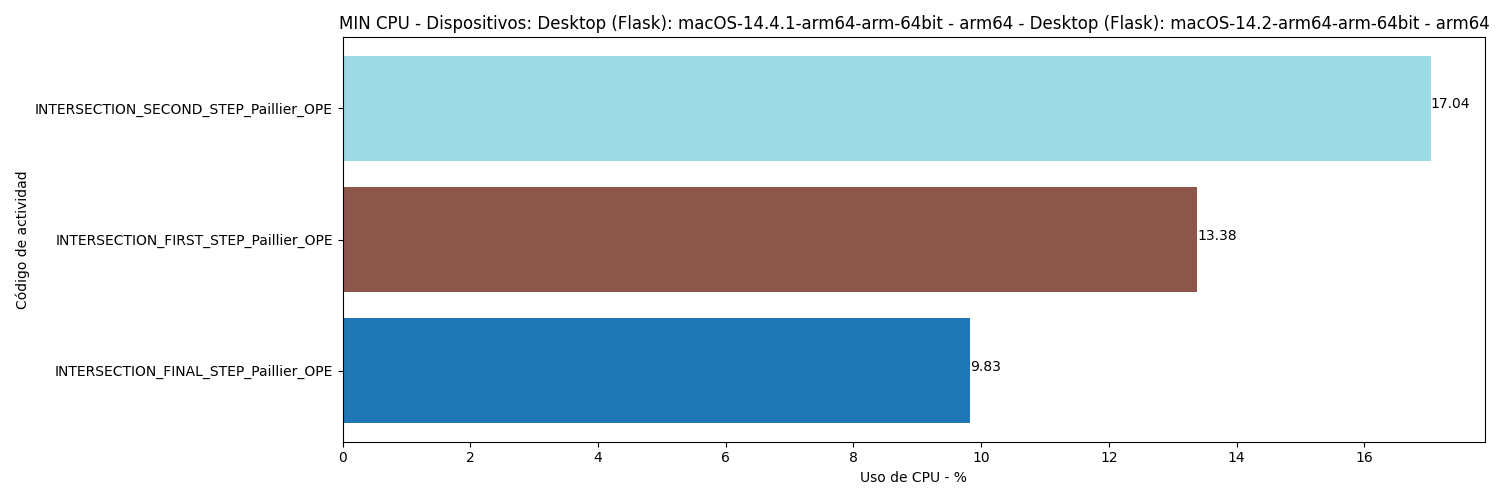 MIN CPU - Dispositivos: Desktop (Flask): macOS-14.4.1-arm64-arm-64bit - arm64 - Desktop (Flask): macOS-14.2-arm64-arm-64bit - arm64
INTERSECTION_SECOND_STEP_Paillier_OPE
17.04
INTERSECTION_FIRST_STEP_Paillier_OPE
13.38
INTERSECTION_FINAL_STEP_Paillier_OPE
9.83
Código de actividad
0 2 4 6 8 10 12 14 16
Uso de CPU - %